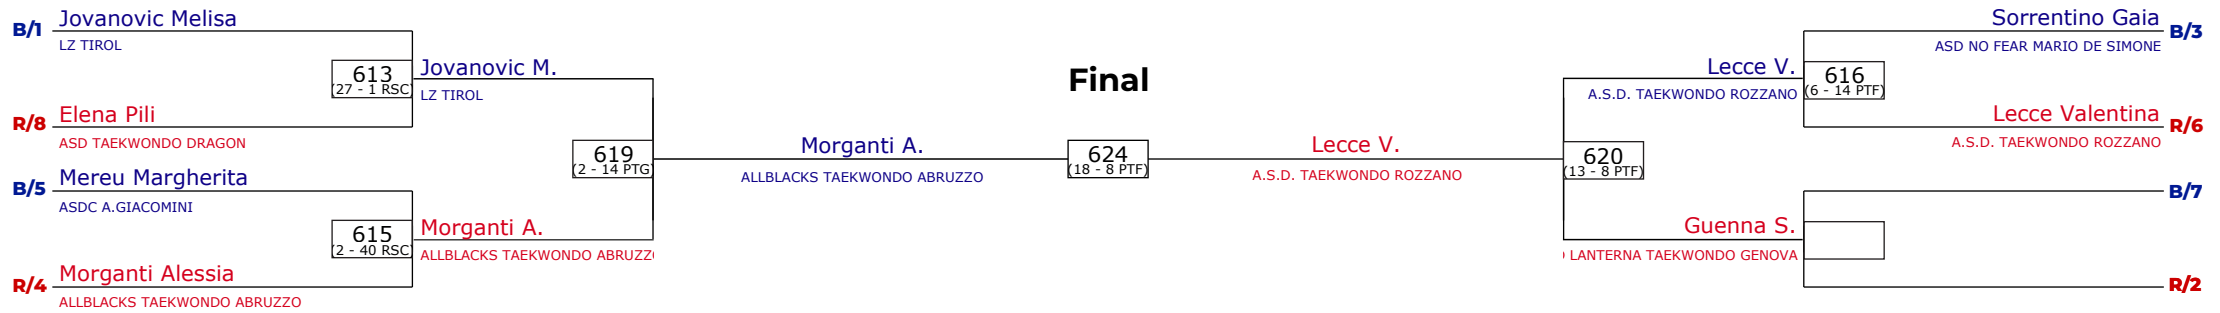 B/1
Jovanovic Melisa
LZ TIROL
R/8
Elena Pili
ASD TAEKWONDO DRAGON
B/5
Mereu Margherita
ASDC A.GIACOMINI
R/4
Morganti Alessia
ALLBLACKS TAEKWONDO ABRUZZO
613
(27 - 1 RSC)
Jovanovic M.
LZ TIROL
615
(2 - 40 RSC)
Morganti A.
ALLBLACKS TAEKWONDO ABRUZZO
619
(2 - 14 PTG)
Morganti A.
ALLBLACKS TAEKWONDO ABRUZZO
Final
624
(18 - 8 PTF)
Lecce V.
A.S.D. TAEKWONDO ROZZANO
620
(13 - 8 PTF)
Lecce V.
A.S.D. TAEKWONDO ROZZANO
616
(6 - 14 PTF)
Guenna S.
LANTERNA TAEKWONDO GENOVA
Sorrentino Gaia
B/3
ASD NO FEAR MARIO DE SIMONE
Lecce Valentina
R/6
A.S.D. TAEKWONDO ROZZANO
B/7
R/2